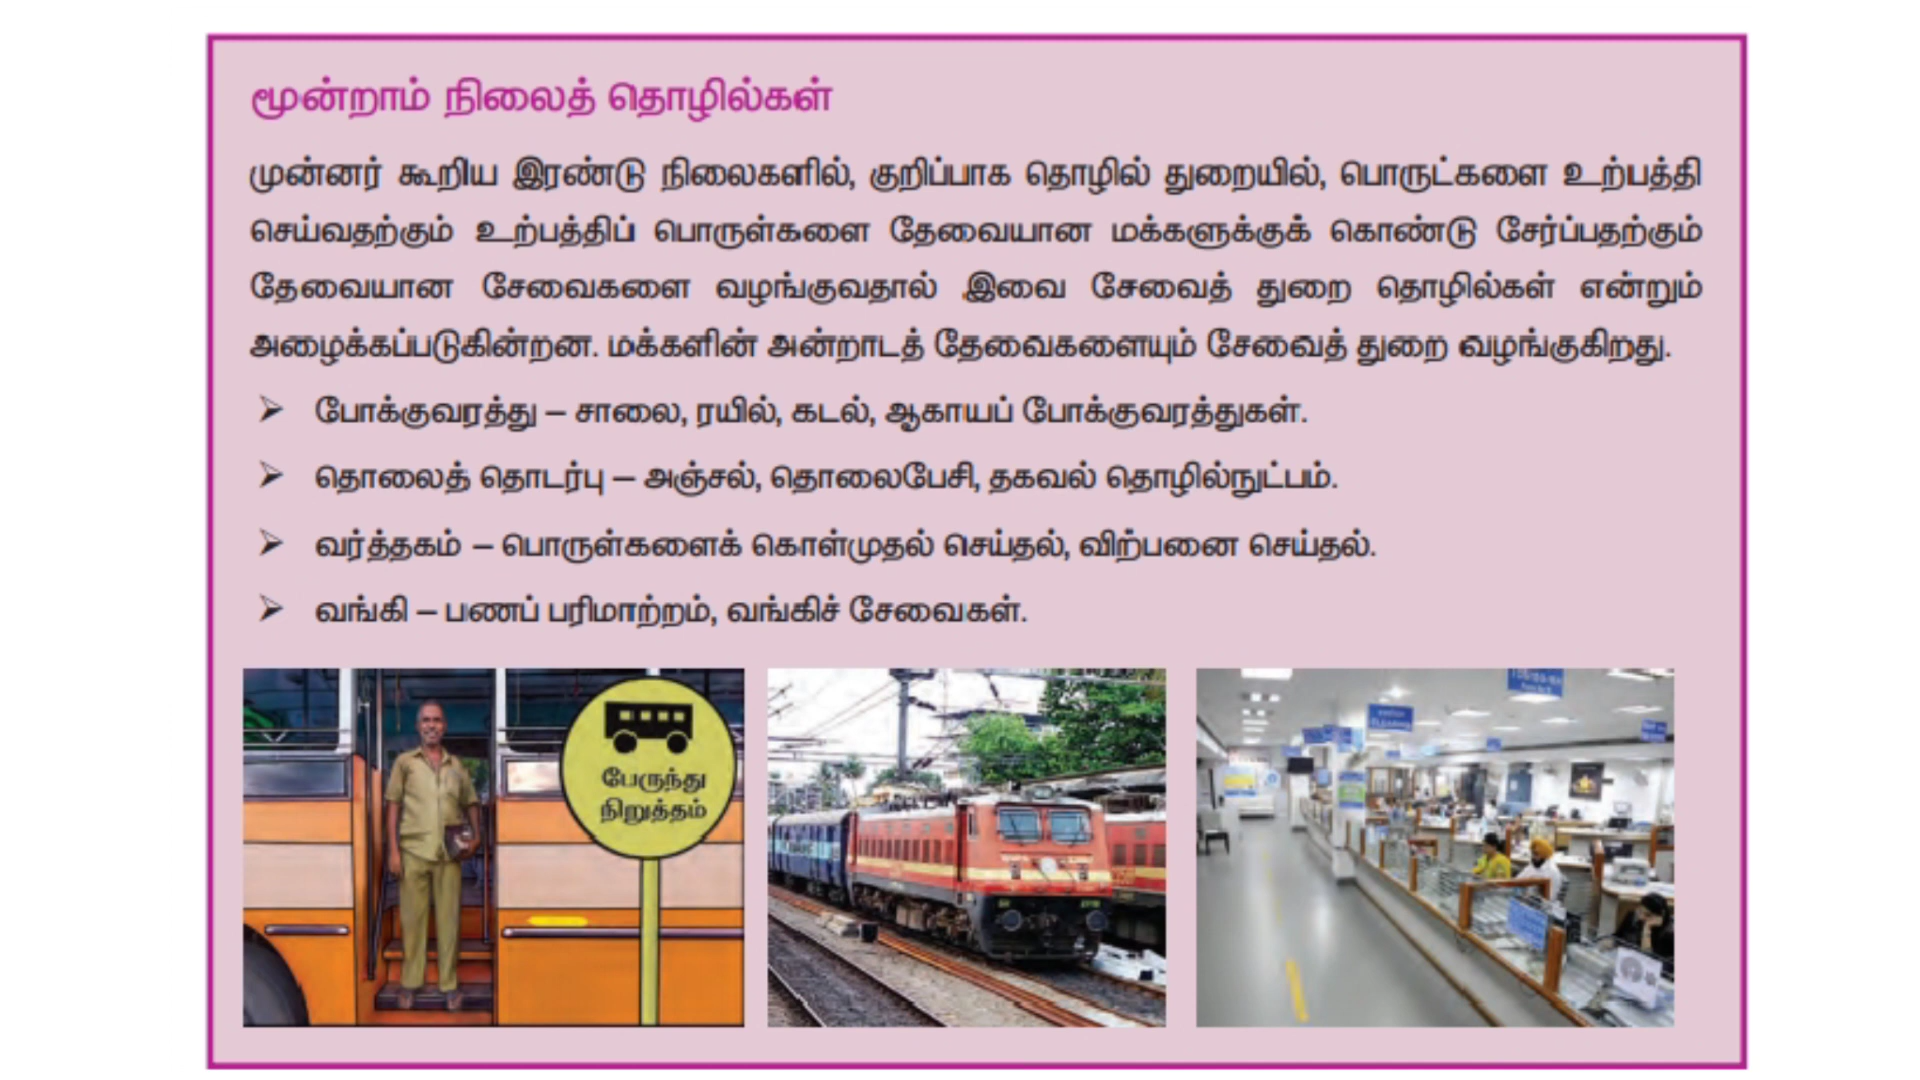 மூன்றாம் நிலைத் தொழில்கள்
முன்னர் கூறிய இரண்டு நிலைகளில், குறிப்பாக தொழில் துறையில், பொருட்களை உற்பத்தி
செய்வதற்கும் உற்பத்திப் பொருள்களை தேவையான மக்களுக்குக் கொண்டு சேர்ப்பதற்கும்
தேவையான சேவைகளை வழங்குவதால் இவை சேவைத் துறை தொழில்கள் என்றும்
அழைக்கப்படுகின்றன. மக்களின் அன்றாடத் தேவைகளையும் சேவைத் துறை வழங்குகிறது.
➢ போக்குவரத்து – சாலை, ரயில், கடல், ஆகாயப் போக்குவரத்துகள்.
➢ தொலைத் தொடர்பு – அஞ்சல், தொலைபேசி, தகவல் தொழில்நுட்பம்.
➢ வர்த்தகம் – பொருள்களைக் கொள்முதல் செய்தல், விற்பனை செய்தல்.
➢ வங்கி – பணப் பரிமாற்றம், வங்கிச் சேவைகள்.
பேருந்து
நிறுத்தம்